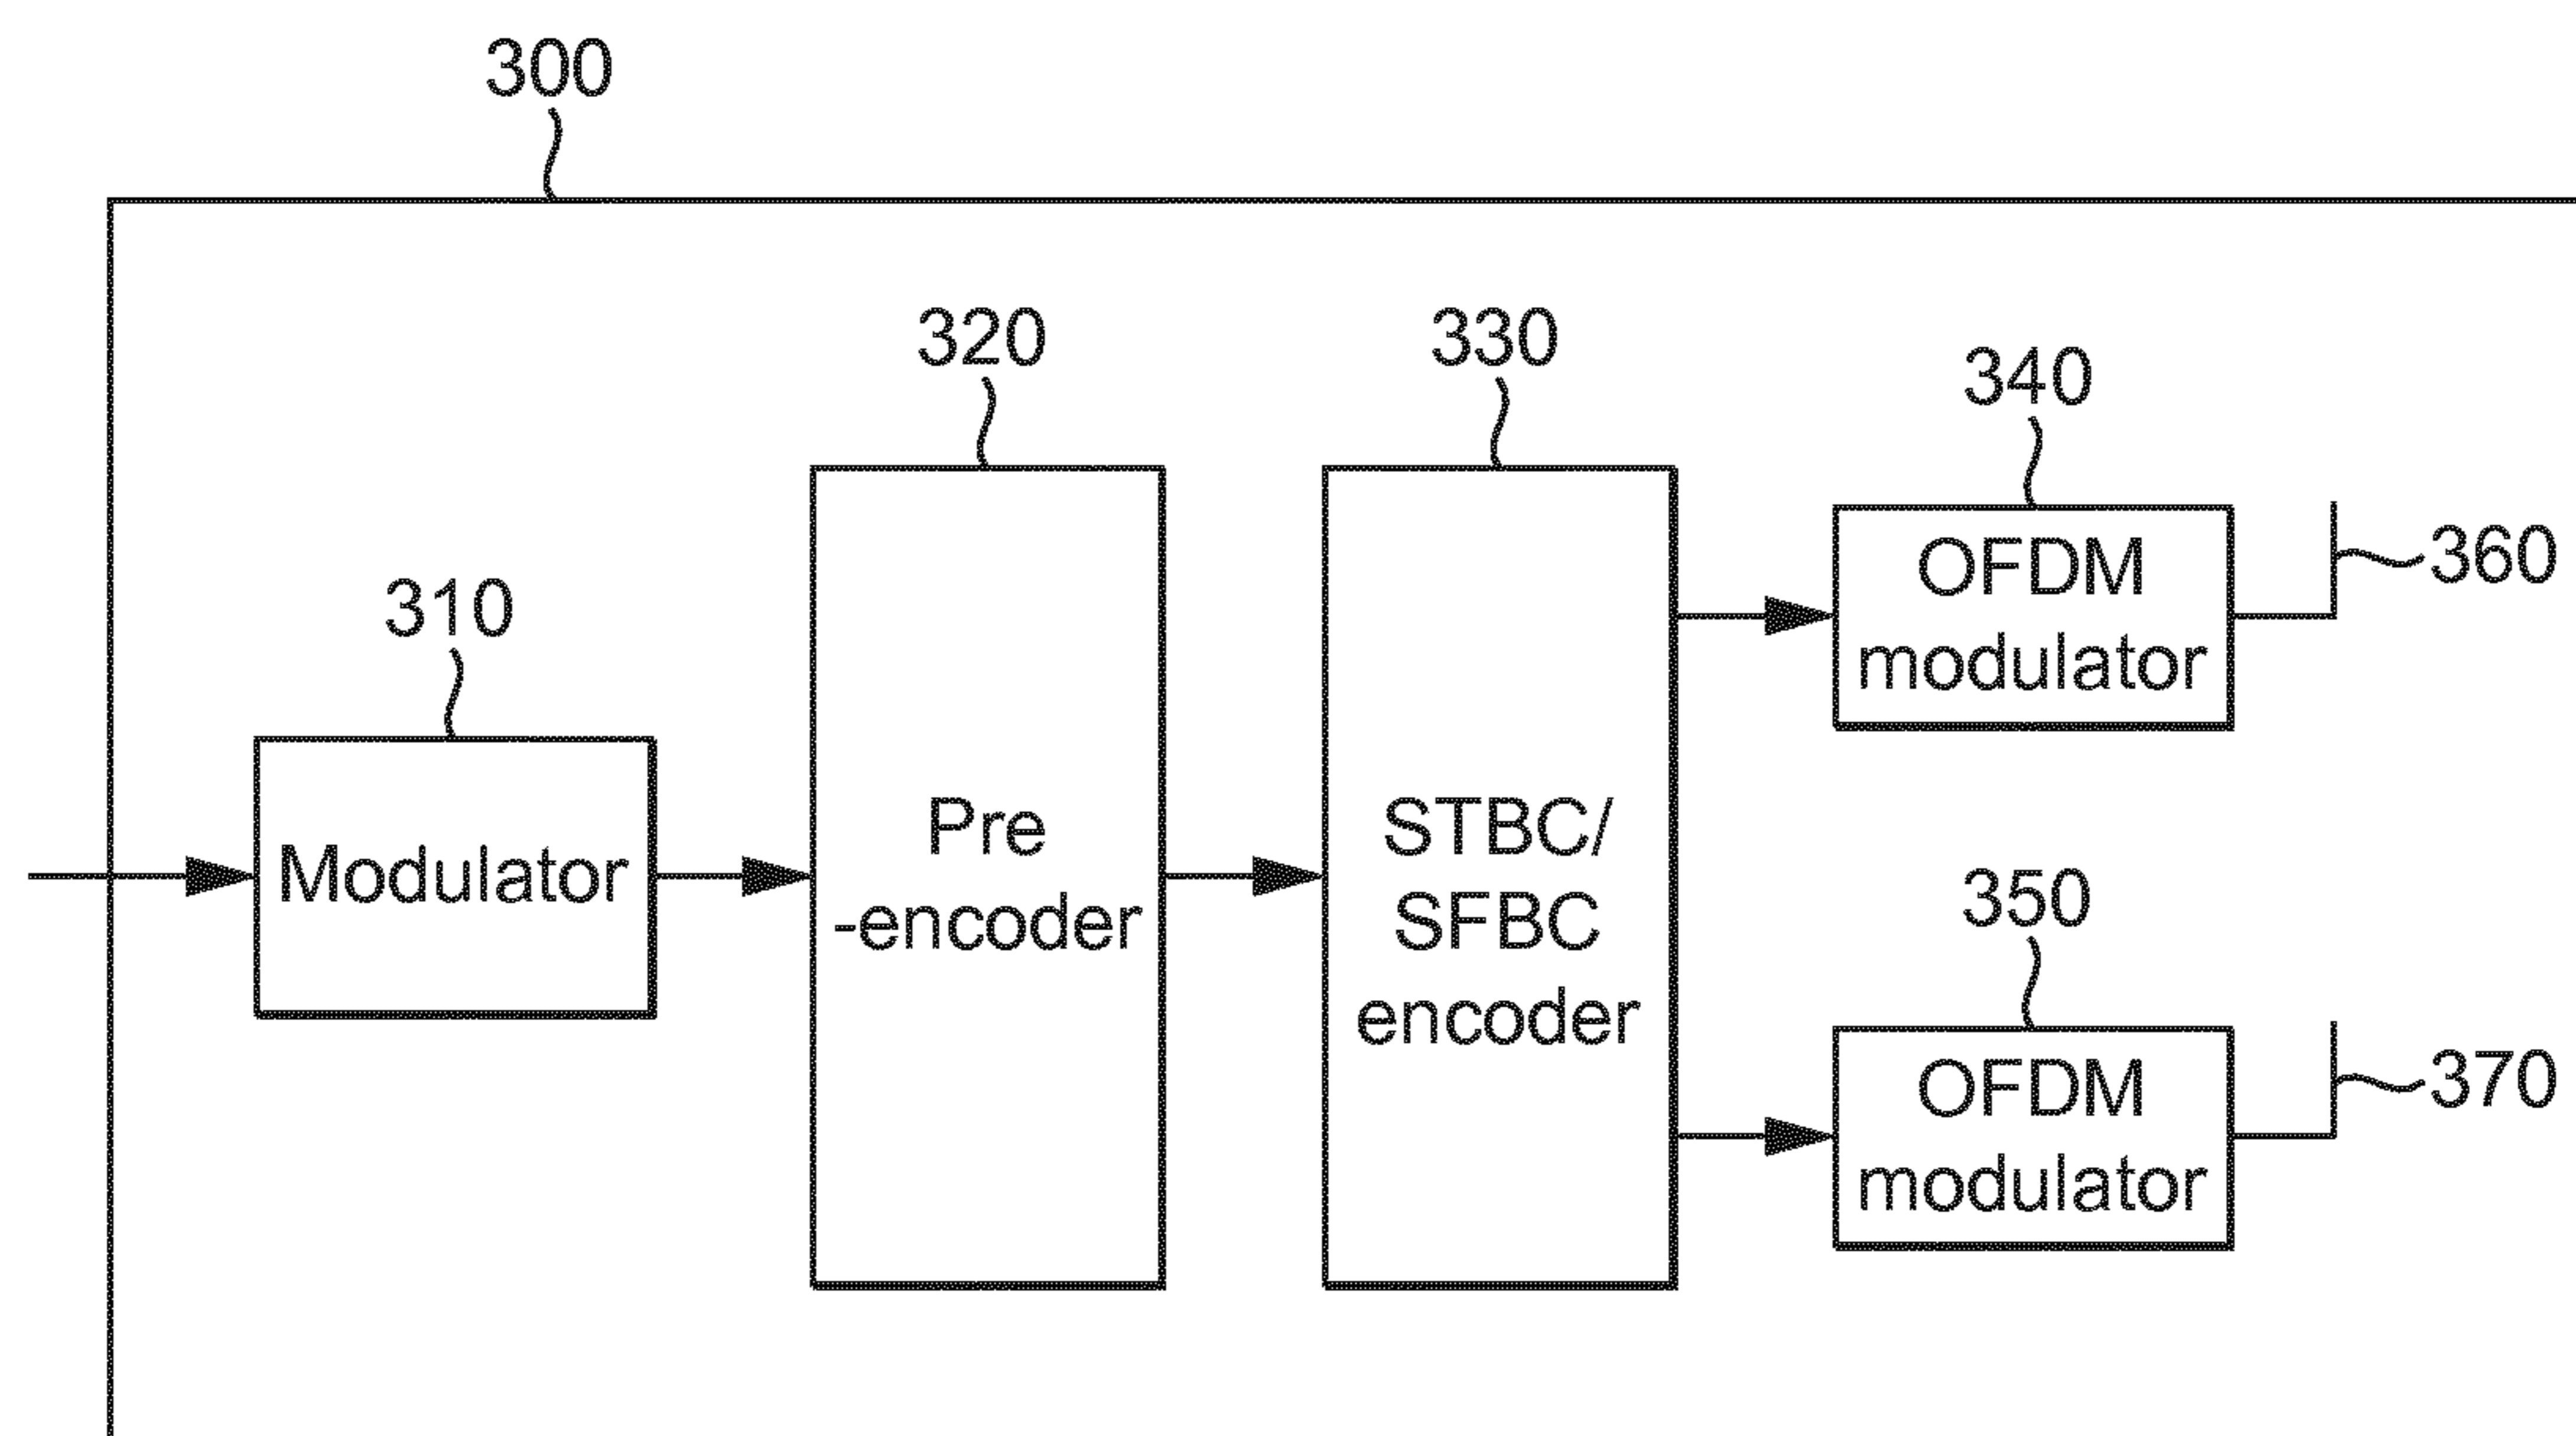 300
320
330
340
310
360
OFDM
modulator
Pre
-encoder
STBC/
SFBC
encoder
Modulator
350
370
OFDM
modulator